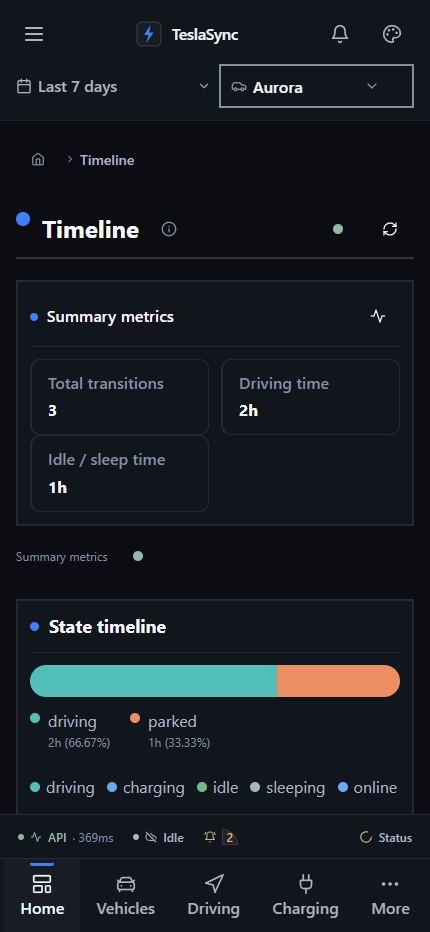 TeslaSync
Last 7 days
Aurora
Timeline
Timeline
Summary metrics
Total transitions
3
Driving time
2h
Idle / sleep time
1h
Summary metrics
State timeline
driving
2h (66.67%)
parked
1h (33.33%)
driving charging idle sleeping online
API · 369ms Idle 2 Status
Home Vehicles Driving Charging More